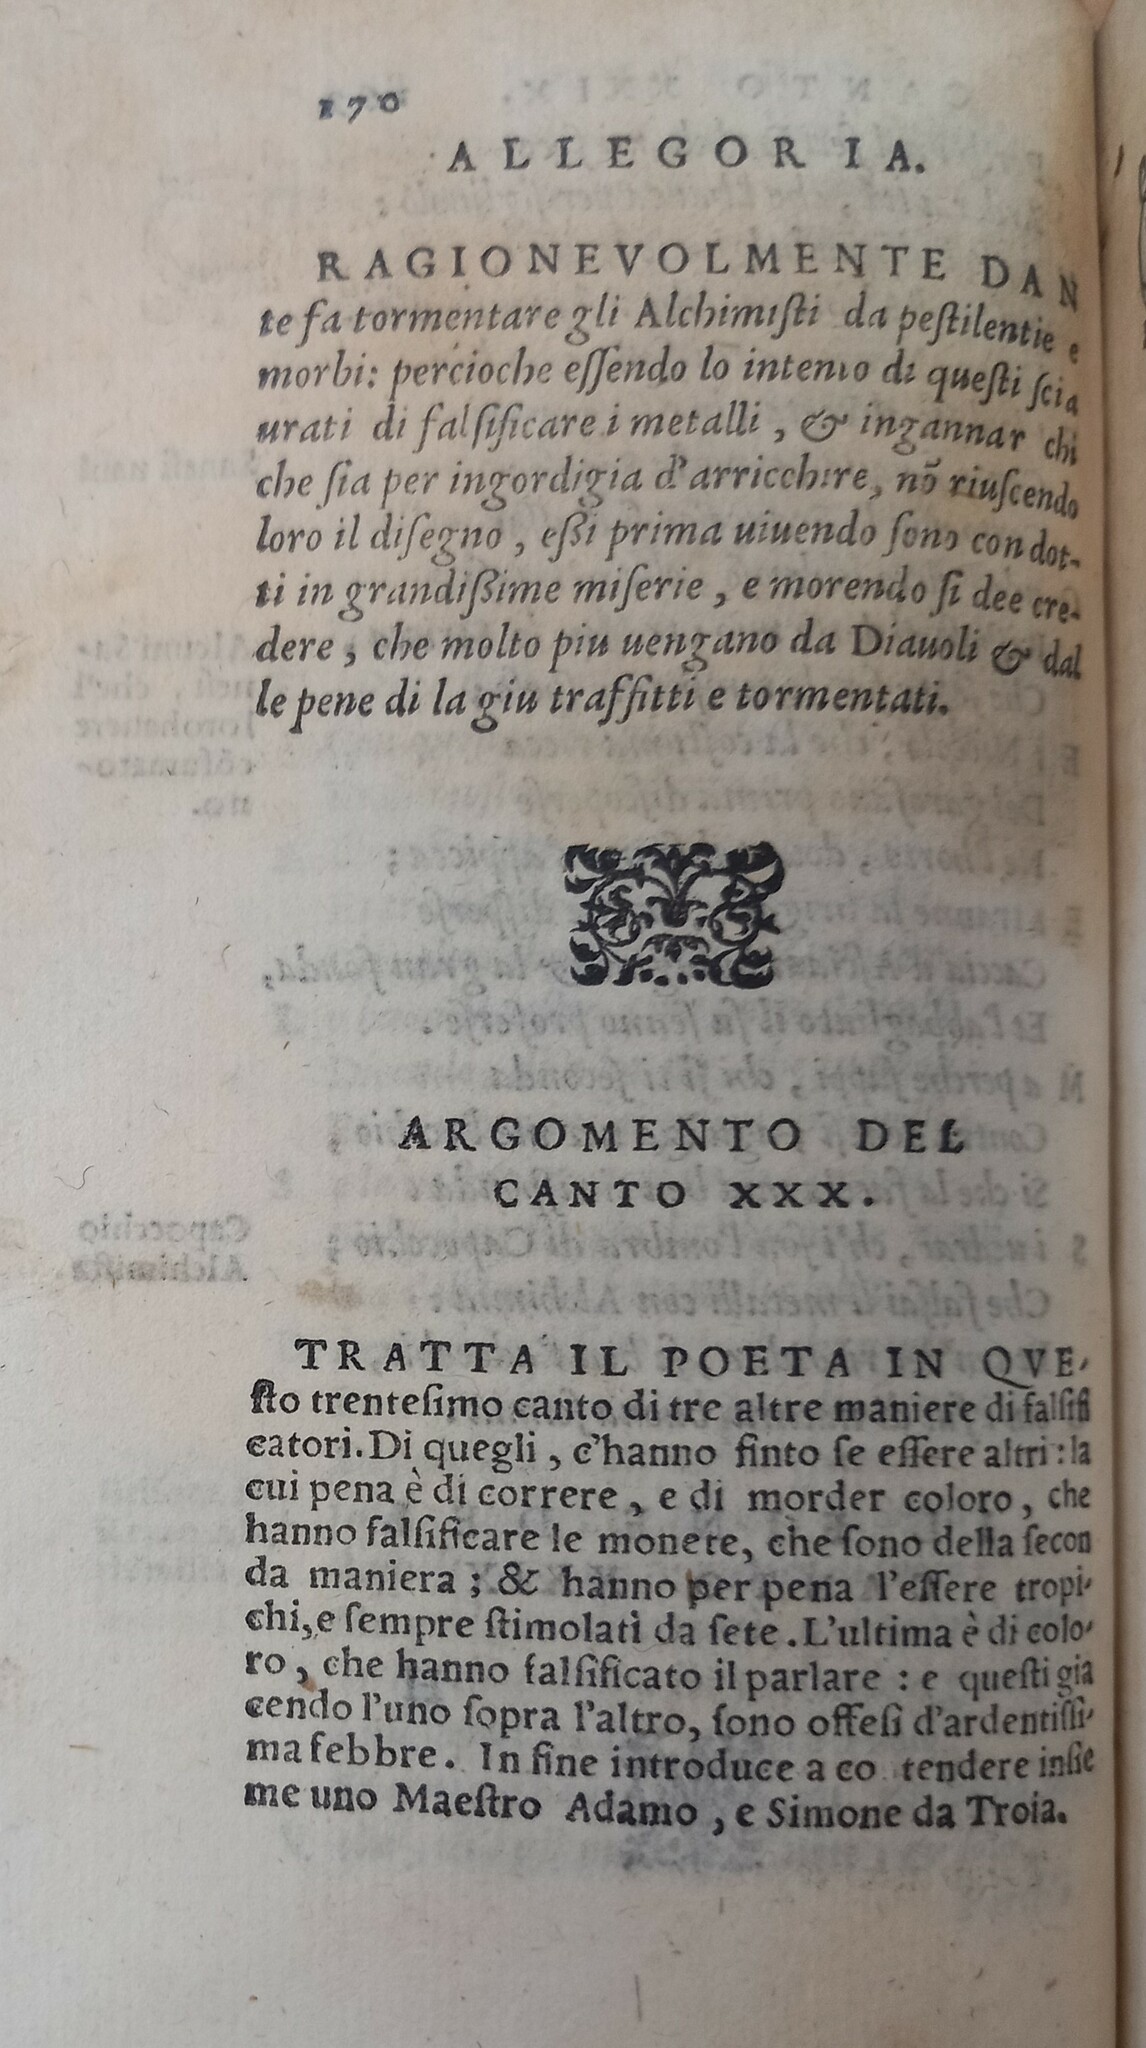 170
ALLEGORIA.
RAGIONEVOLMENTE DAN
te fa tormentare gli Alchimiſti da peſtilentie e
morbi: percioche eſſendo lo intento di queſti ſcia
urati di falſificare i metalli, & ingannar chi
che ſia per ingordigia d'arricchire, nō riuſcendo
loro il diſegno, eßi prima uiuendo ſono condot-
ti in grandißime miſerie, e morendo ſi dee cre-
dere, che molto piu uengano da Diauoli & dal
le pene di la giu traffitti e tormentati.
ARGOMENTO DEL
CANTO XXX.
TRATTA IL POETA IN QVE-
ſto trenteſimo canto di tre altre maniere di falſifi
catori. Di quegli, c'hanno finto ſe eſſere altri: la
cui pena è di correre, e di morder coloro, che
hanno falſificare le monete, che ſono della ſecon
da maniera; & hanno per pena l'eſſere tropi-
chi, e ſempre ſtimolati da ſete. L'ultima è di colo-
ro, che hanno falſificato il parlare: e queſti gia
cendo l'uno ſopra l'altro, ſono offeſi d'ardentiſſi-
ma febbre. In fine introduce a co tendere inſie
me uno Maeſtro Adamo, e Simone da Troia.